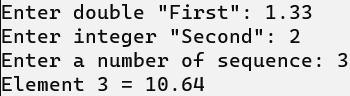 Enter double "First": 1.33
Enter integer "Second": 2
Enter a number of sequence: 3
Element 3 = 10.64